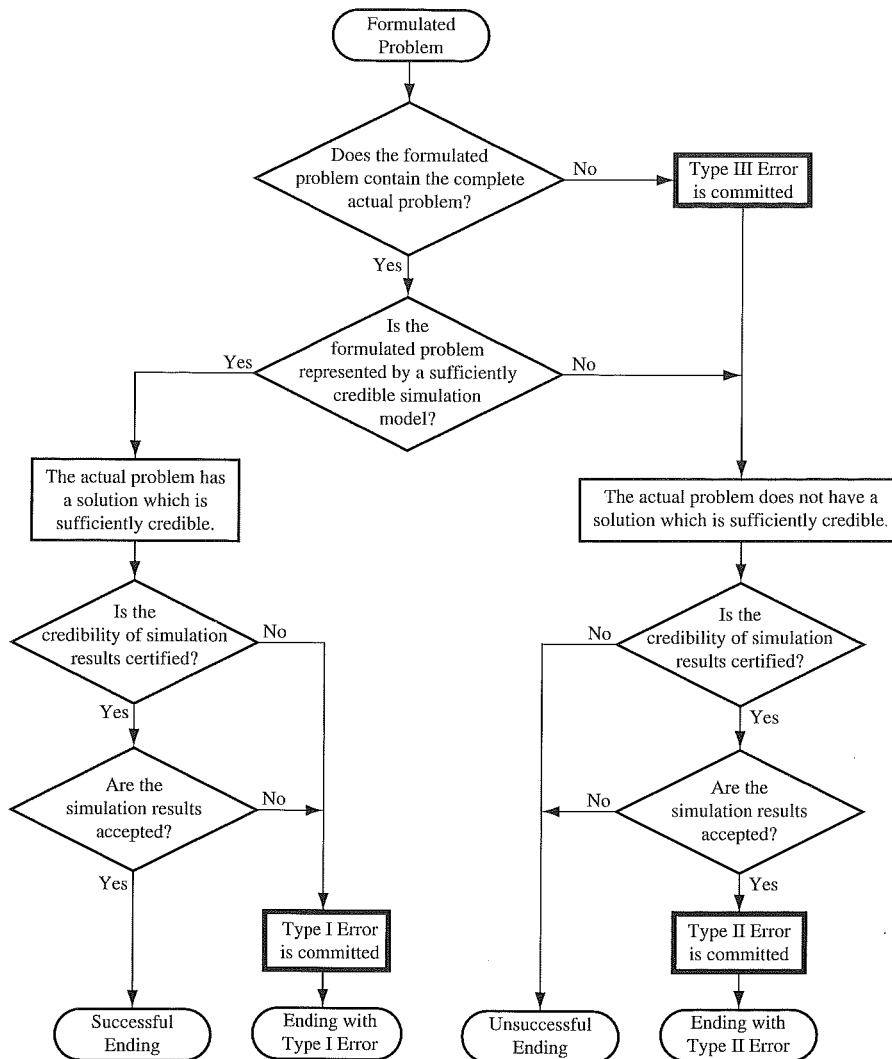 Formulated
Problem
Does the formulated
problem contain the complete
actual problem?
No
Type III Error
is committed
Yes
Is the
formulated problem
represented by a sufficiently
credible simulation
model?
Yes
No
The actual problem has
a solution which is
sufficiently credible.
The actual problem does not have a
solution which is sufficiently credible.
Is the
credibility of simulation
results certified?
No
Yes
Is the
credibility of simulation
results certified?
No
Yes
Are the
simulation results
accepted?
No
Yes
Are the
simulation results
accepted?
No
Yes
Type I Error
is committed
Type II Error
is committed
Successful
Ending
Ending with
Type I Error
Unsuccessful
Ending
Ending with
Type II Error